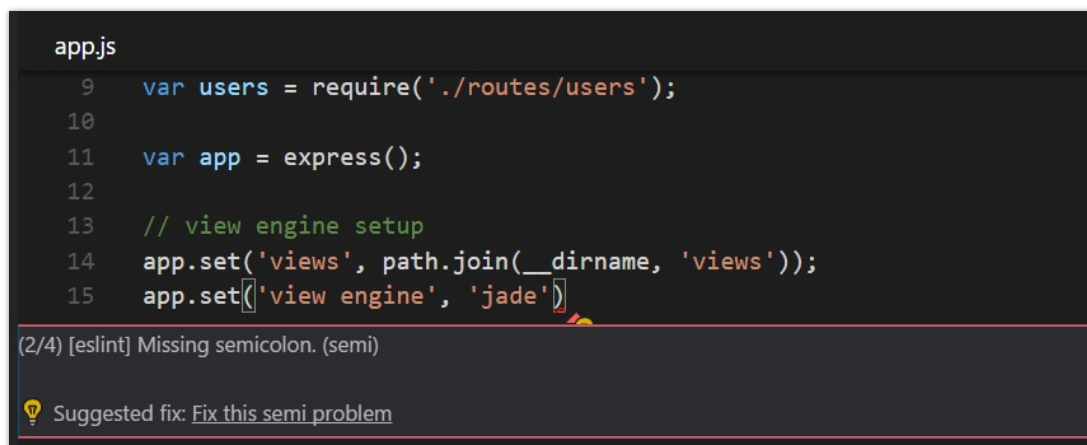 app.js
9 var users = require('./routes/users');
10
11 var app = express();
12
13 // view engine setup
14 app.set('views', path.join(__dirname, 'views'));
15 app.set('view engine', 'jade')
(2/4) [eslint] Missing semicolon. (semi)
Suggested fix: Fix this semi problem